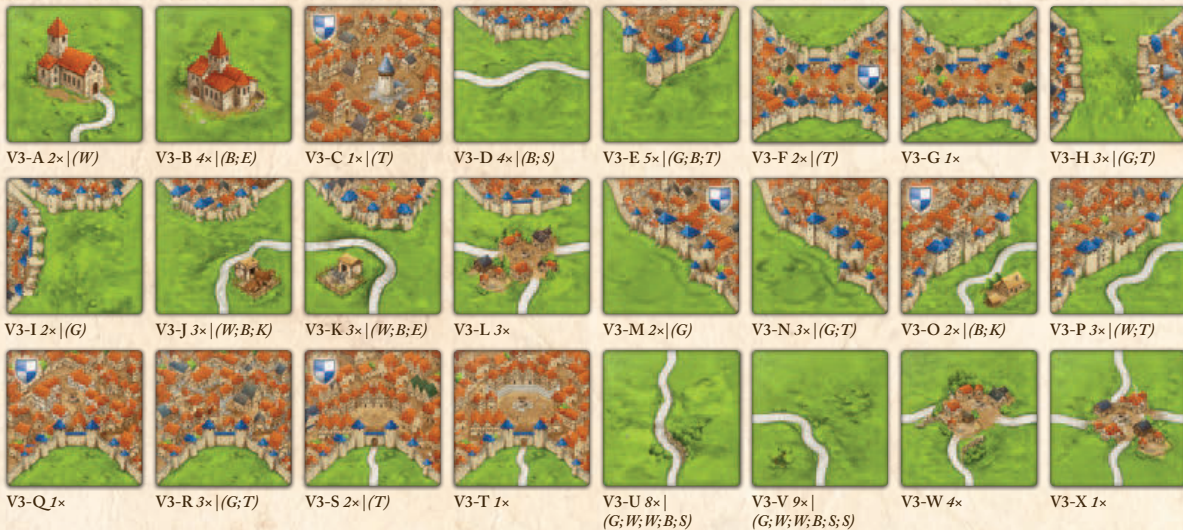 V3-A 2× | (W)
V3-B 4× | (B; E)
V3-C 1× | (T)
V3-D 4× | (B; S)
V3-E 5× | (G; B; T)
V3-F 2× | (T)
V3-G 1×
V3-H 3× | (G; T)
V3-I 2× | (G)
V3-J 3× | (W; B; K)
V3-K 3× | (W; B; E)
V3-L 3×
V3-M 2× | (G)
V3-N 3× | (G; T)
V3-O 2× | (B; K)
V3-P 3× | (W; T)
V3-Q 1×
V3-R 3× | (G; T)
V3-S 2× | (T)
V3-T 1×
V3-U 8× |
(G; W; W; B; S)
V3-V 9× |
(G; W; W; B; S; S)
V3-W 4×
V3-X 1×